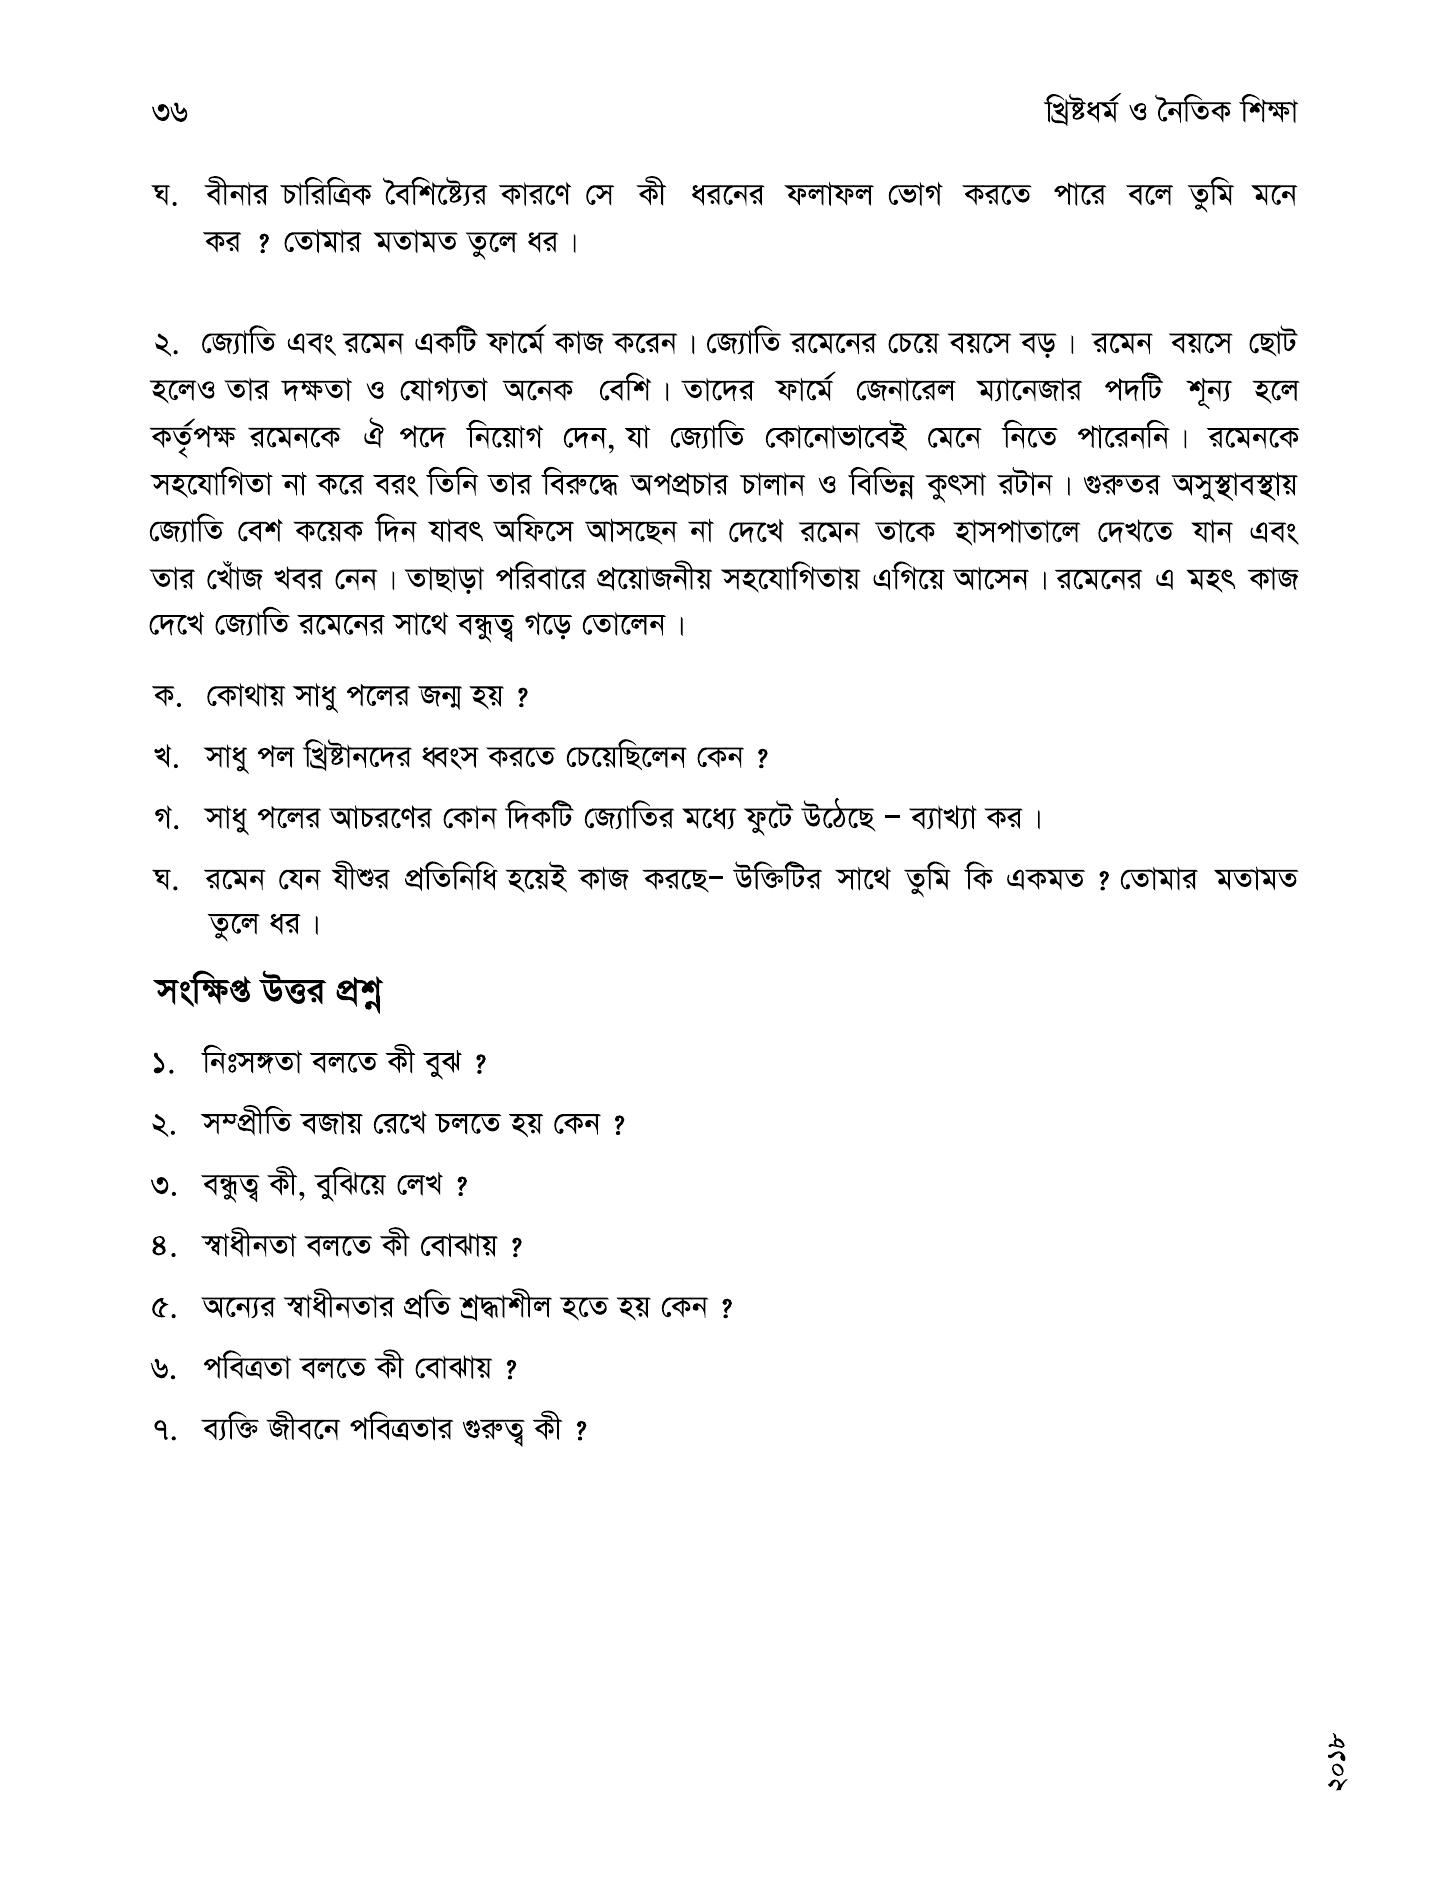 ৩৬ খ্রিষ্টধর্ম ও নৈতিক শিক্ষা
ঘ. বীনার চারিত্রিক বৈশিষ্ট্যের কারণে সে কী ধরনের ফলাফল ভোগ করতে পারে বলে তুমি মনে
কর ? তোমার মতামত তুলে ধর।
২. জ্যোতি এবং রমেন একটি ফার্মে কাজ করেন। জ্যোতি রমেনের চেয়ে বয়সে বড়। রমেন বয়সে ছোট
হলেও তার দক্ষতা ও যোগ্যতা অনেক বেশি। তাদের ফার্মে জেনারেল ম্যানেজার পদটি শূন্য হলে
কর্তৃপক্ষ রমেনকে ঐ পদে নিয়োগ দেন, যা জ্যোতি কোনোভাবেই মেনে নিতে পারেননি। রমেনকে
সহযোগিতা না করে বরং তিনি তার বিরুদ্ধে অপপ্রচার চালান ও বিভিন্ন কুৎসা রটান। গুরুতর অসুস্থাবস্থায়
জ্যোতি বেশ কয়েক দিন যাবৎ অফিসে আসছেন না দেখে রমেন তাকে হাসপাতালে দেখতে যান এবং
তার খোঁজ খবর নেন। তাছাড়া পরিবারে প্রয়োজনীয় সহযোগিতায় এগিয়ে আসেন। রমেনের এ মহৎ কাজ
দেখে জ্যোতি রমেনের সাথে বন্ধুত্ব গড়ে তোলেন।
ক. কোথায় সাধু পলের জন্ম হয় ?
খ. সাধু পল খ্রিষ্টানদের ধ্বংস করতে চেয়েছিলেন কেন ?
গ. সাধু পলের আচরণের কোন দিকটি জ্যোতির মধ্যে ফুটে উঠেছে – ব্যাখ্যা কর।
ঘ. রমেন যেন যীশুর প্রতিনিধি হয়েই কাজ করছে– উক্তিটির সাথে তুমি কি একমত ? তোমার মতামত
তুলে ধর।
সংক্ষিপ্ত উত্তর প্রশ্ন
১. নিঃসঙ্গতা বলতে কী বুঝ ?
২. সম্প্রীতি বজায় রেখে চলতে হয় কেন ?
৩. বন্ধুত্ব কী, বুঝিয়ে লেখ ?
৪. স্বাধীনতা বলতে কী বোঝায় ?
৫. অন্যের স্বাধীনতার প্রতি শ্রদ্ধাশীল হতে হয় কেন ?
৬. পবিত্রতা বলতে কী বোঝায় ?
৭. ব্যক্তি জীবনে পবিত্রতার গুরুত্ব কী ?
২০১৮